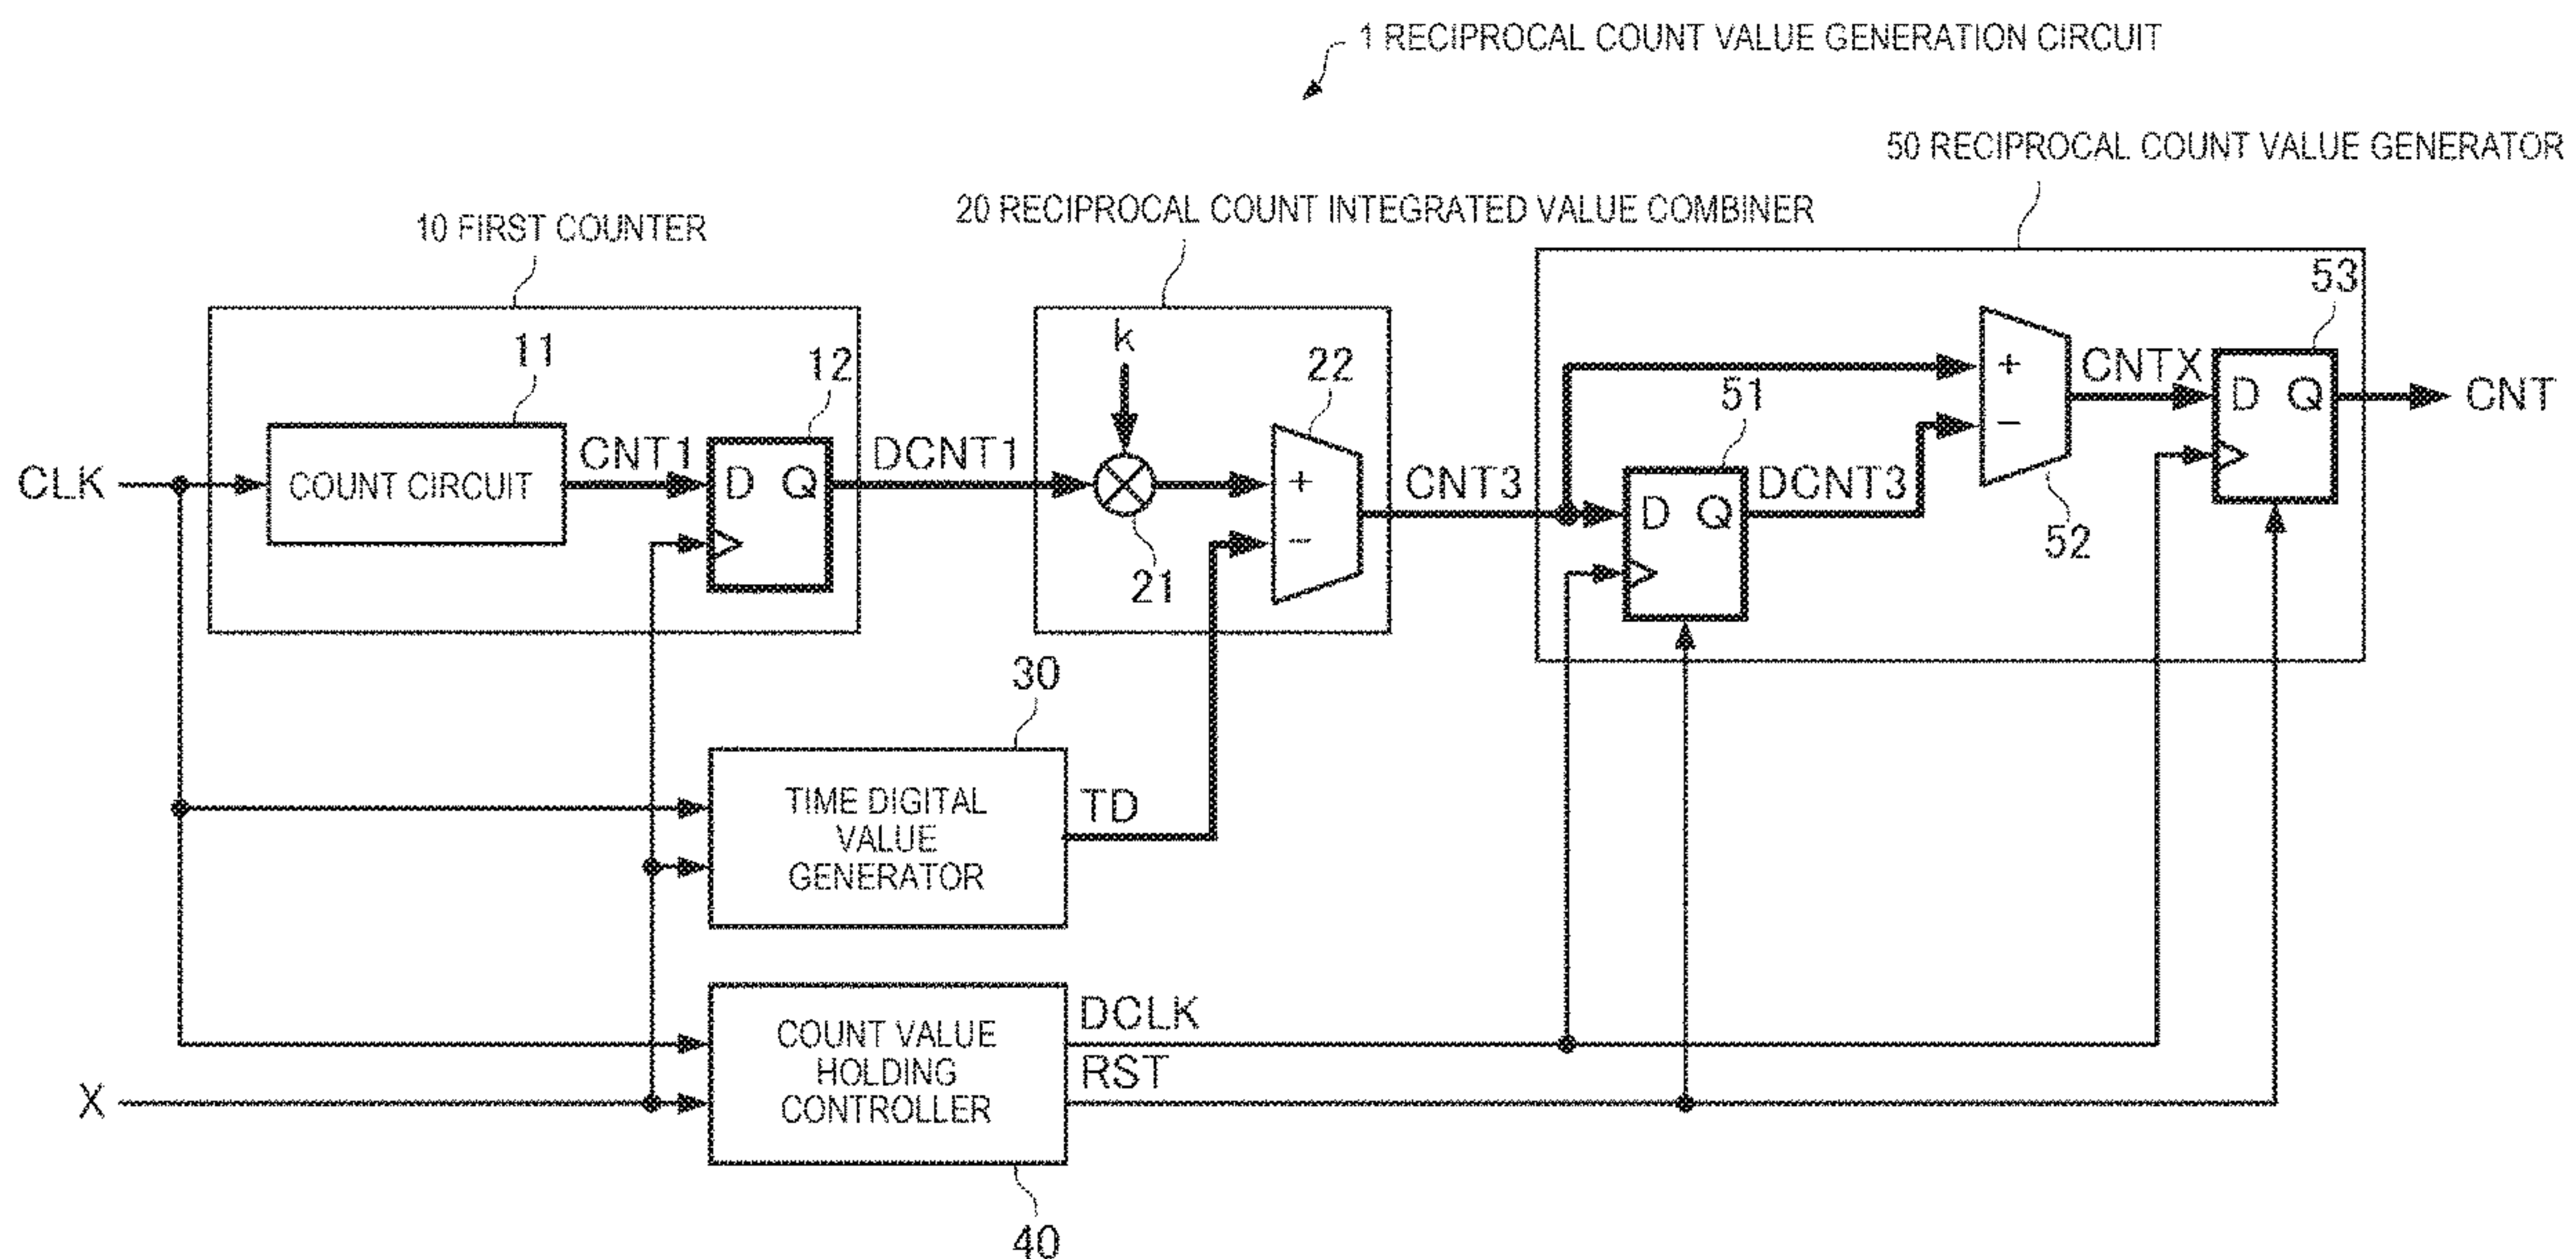 1 RECIPROCAL COUNT VALUE GENERATION CIRCUIT
50 RECIPROCAL COUNT VALUE GENERATOR
20 RECIPROCAL COUNT INTEGRATED VALUE COMBINER
10 FIRST COUNTER
11
12
k
22
51
53
CLK
COUNT CIRCUIT
CNT1
D Q
DCNT1
+
−
21
CNT3
D Q
DCNT3
+
−
52
CNTX
D Q
CNT
30
TIME DIGITAL
VALUE
GENERATOR
TD
X
COUNT VALUE
HOLDING
CONTROLLER
DCLK
RST
40